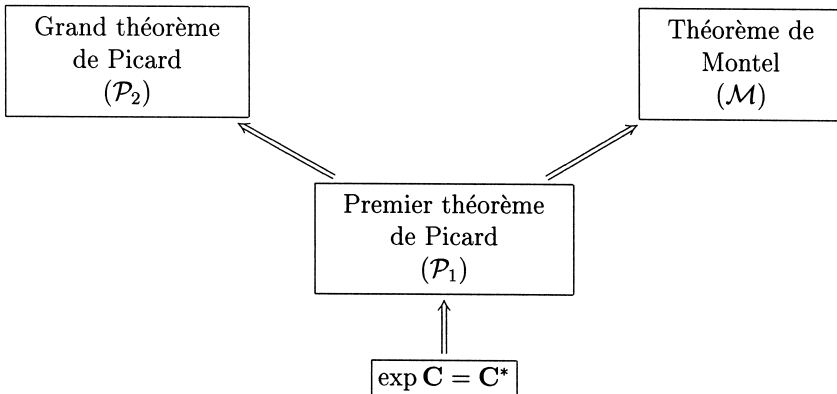 Grand théorème
de Picard
(𝒫₂)
Théorème de
Montel
(ℳ)
Premier théorème
de Picard
(𝒫₁)
exp C = C*